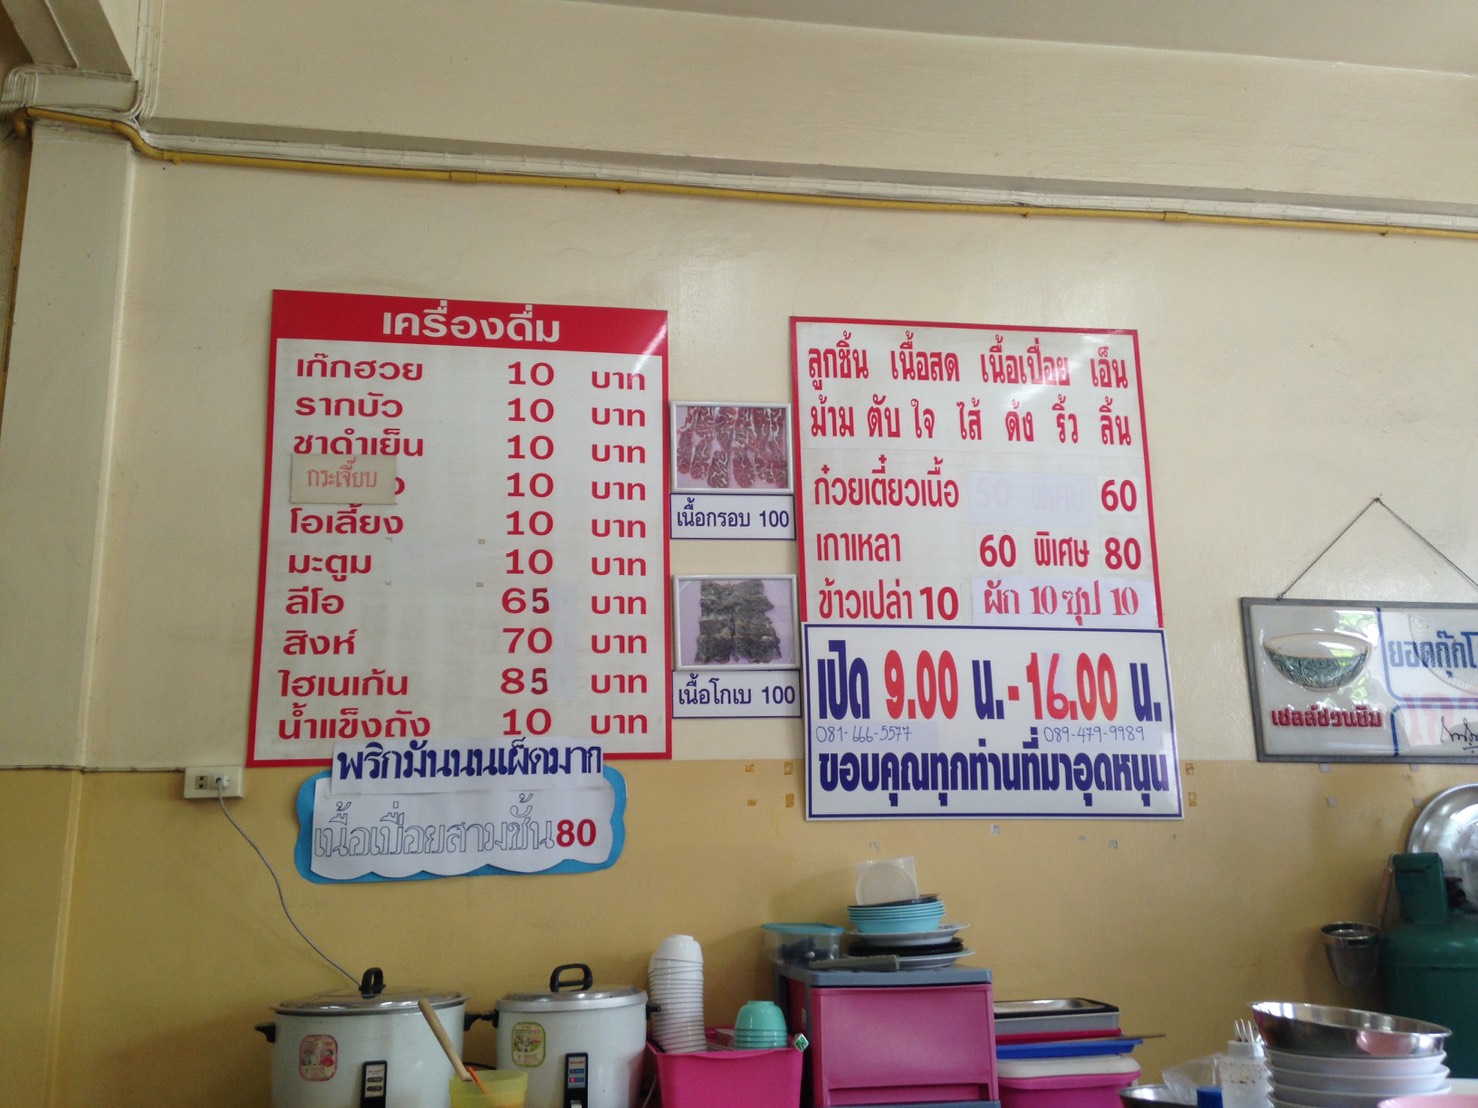 เครื่องดื่ม
เก๊กฮวย 10 บาท
รากบัว 10 บาท
ชาดำเย็น 10 บาท
กระเจี๊ยบ 10 บาท
โอเลี้ยง 10 บาท
มะตูม 10 บาท
ลีโอ 65 บาท
สิงห์ 70 บาท
ไฮเนเก้น 85 บาท
น้ำแข็งถัง 10 บาท
พริกมันนนเผ็ดมาก
เนื้อเปื่อยสามชั้น 80
เนื้อกรอบ 100
เนื้อโกเบ 100
ลูกชิ้น เนื้อสด เนื้อเปื่อย เอ็น
ม้าม ตับ ใจ ไส้ ด้ง ริ้ว ลิ้น
ก๋วยเตี๋ยวเนื้อ 50 พิเศษ 60
เกาเหลา 60 พิเศษ 80
ข้าวเปล่า 10 ผัก 10 ซุป 10
เปิด 9.00 น. - 16.00 น.
081-666-5577 089-479-9989
ขอบคุณทุกท่านที่มาอุดหนุน
เชลล์ชวนชิม